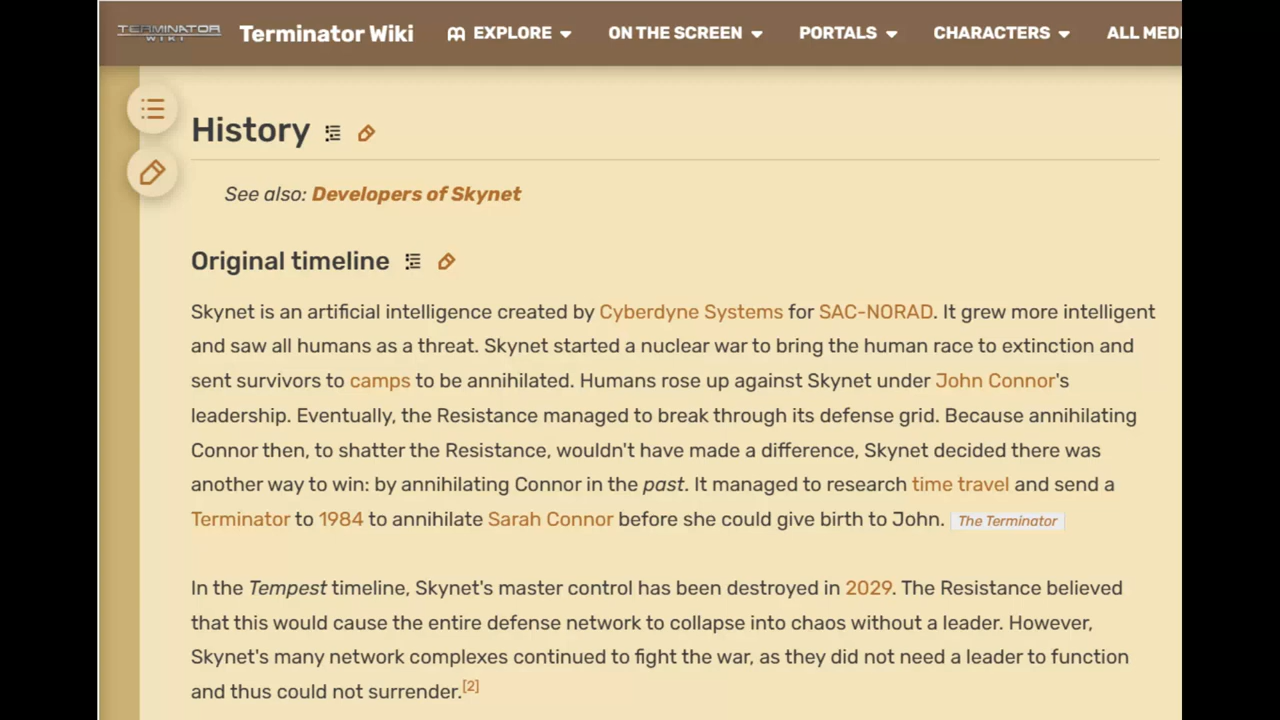 TERMINATOR
WIKI
Terminator Wiki EXPLORE ON THE SCREEN PORTALS CHARACTERS ALL MED
History
See also: Developers of Skynet
Original timeline
Skynet is an artificial intelligence created by Cyberdyne Systems for SAC-NORAD. It grew more intelligent
and saw all humans as a threat. Skynet started a nuclear war to bring the human race to extinction and
sent survivors to camps to be annihilated. Humans rose up against Skynet under John Connor's
leadership. Eventually, the Resistance managed to break through its defense grid. Because annihilating
Connor then, to shatter the Resistance, wouldn't have made a difference, Skynet decided there was
another way to win: by annihilating Connor in the past. It managed to research time travel and send a
Terminator to 1984 to annihilate Sarah Connor before she could give birth to John. The Terminator
In the Tempest timeline, Skynet's master control has been destroyed in 2029. The Resistance believed
that this would cause the entire defense network to collapse into chaos without a leader. However,
Skynet's many network complexes continued to fight the war, as they did not need a leader to function
and thus could not surrender.[2]